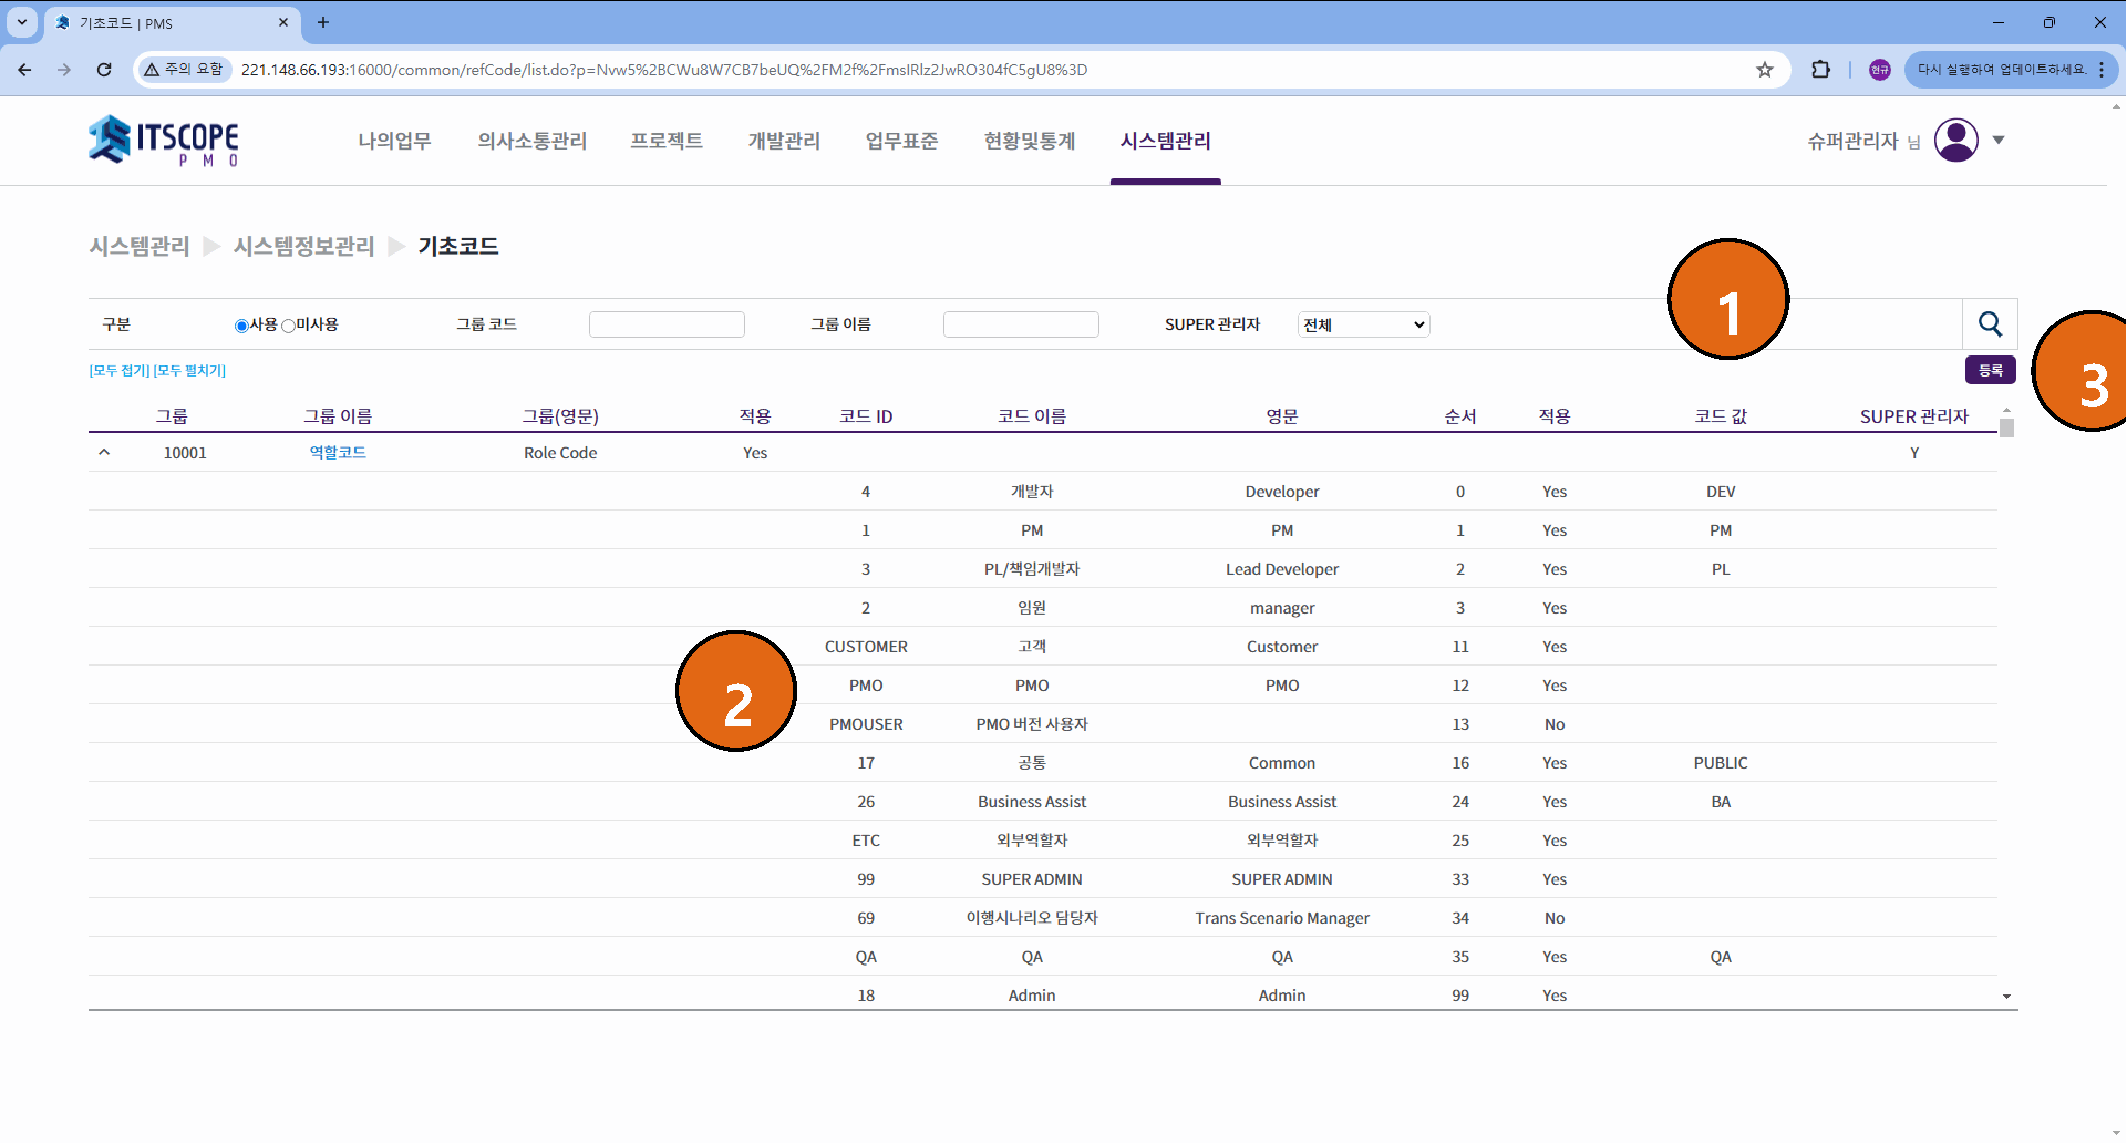 기초코드 | PMS
주의 요함 221.148.66.193:16000/common/refCode/list.do?p=Nvw5%2BCWu8W7CB7beUQ%2FM2f%2FmsIRlz2JwRO304fC5gU8%3D 현규 다시 실행하여 업데이트하세요.
ITSCOPE
PMO
나의업무 의사소통관리 프로젝트 개발관리 업무표준 현황및통계 시스템관리 슈퍼관리자 님
시스템관리 시스템정보관리 기초코드
1
구분 사용 미사용 그룹 코드 그룹 이름 SUPER 관리자 전체
[모두 접기] [모두 펼치기] 등록
3
그룹 그룹 이름 그룹(영문) 적용 코드 ID 코드 이름 영문 순서 적용 코드 값 SUPER 관리자
10001 역할코드 Role Code Yes Y
4 개발자 Developer 0 Yes DEV
1 PM PM 1 Yes PM
3 PL/책임개발자 Lead Developer 2 Yes PL
2 임원 manager 3 Yes
CUSTOMER 고객 Customer 11 Yes
PMO PMO PMO 12 Yes
2
PMOUSER PMO 버전 사용자 13 No
17 공통 Common 16 Yes PUBLIC
26 Business Assist Business Assist 24 Yes BA
ETC 외부역할자 외부역할자 25 Yes
99 SUPER ADMIN SUPER ADMIN 33 Yes
69 이행시나리오 담당자 Trans Scenario Manager 34 No
QA QA QA 35 Yes QA
18 Admin Admin 99 Yes